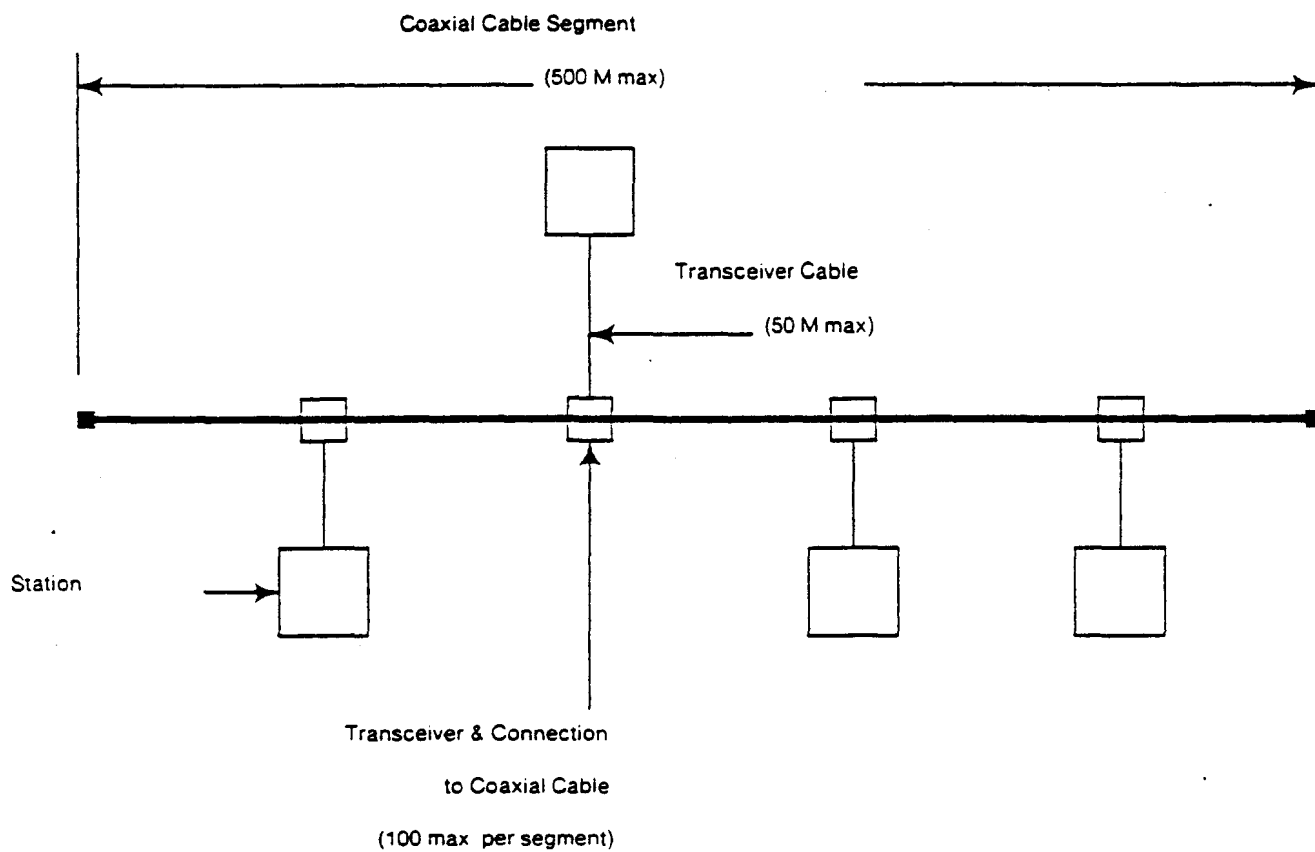 Coaxial Cable Segment
(500 M max)
Transceiver Cable
(50 M max)
Station
Transceiver & Connection
to Coaxial Cable
(100 max per segment)